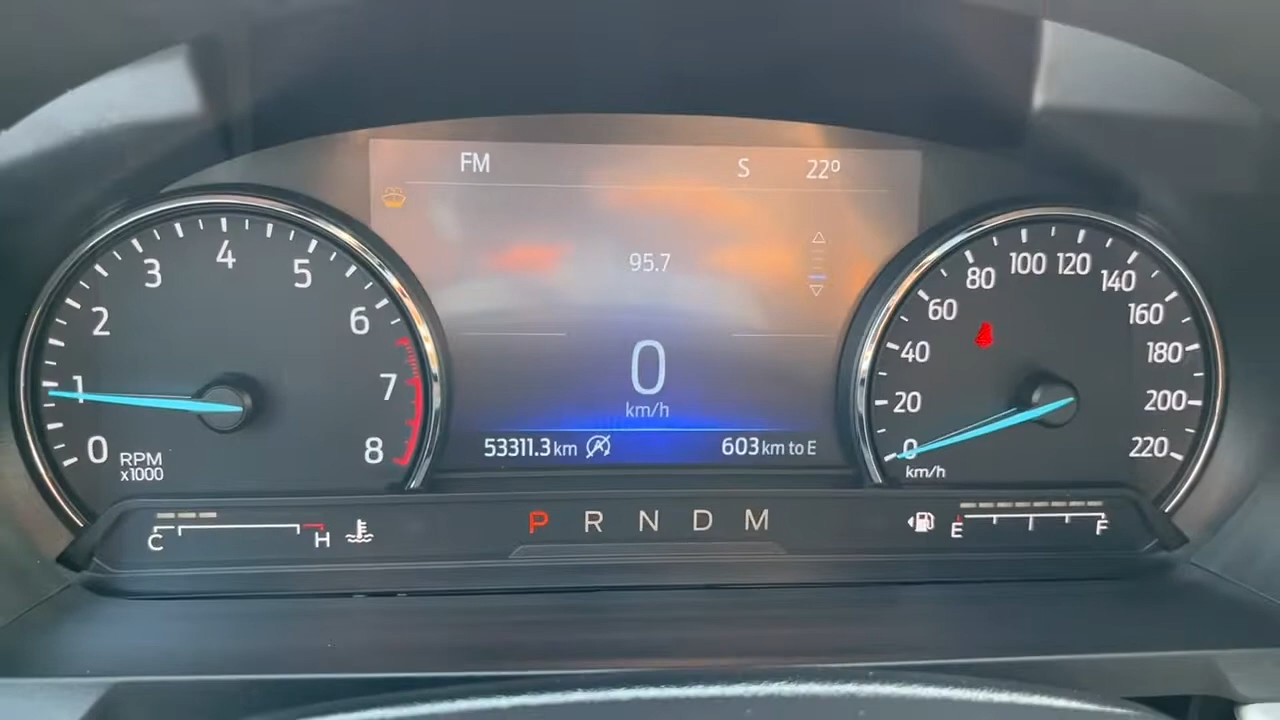 FM S 22º
95.7
0
km/h
53311.3 km 603 km to E
0 1 2 3 4 5 6 7 8
RPM
x1000
0 20 40 60 80 100 120 140 160 180 200 220
km/h
C H
P R N D M
E F